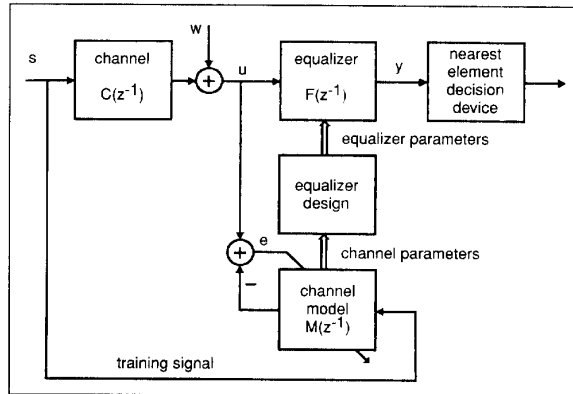 w
s
channel
C(z⁻¹)
+
u
equalizer
F(z⁻¹)
y
nearest
element
decision
device
equalizer parameters
equalizer
design
+
e
−
channel parameters
channel
model
M(z⁻¹)
training signal